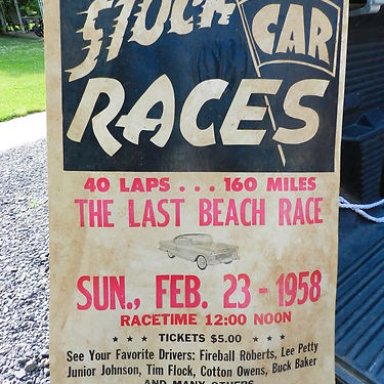 STOCK
CAR
RACES
40 LAPS . . . 160 MILES
THE LAST BEACH RACE
SUN., FEB. 23 - 1958
RACETIME 12:00 NOON
★ ★ ★ TICKETS $5.00 ★ ★ ★
See Your Favorite Drivers: Fireball Roberts, Lee Petty
Junior Johnson, Tim Flock, Cotton Owens, Buck Baker
AND MANY OTHERS